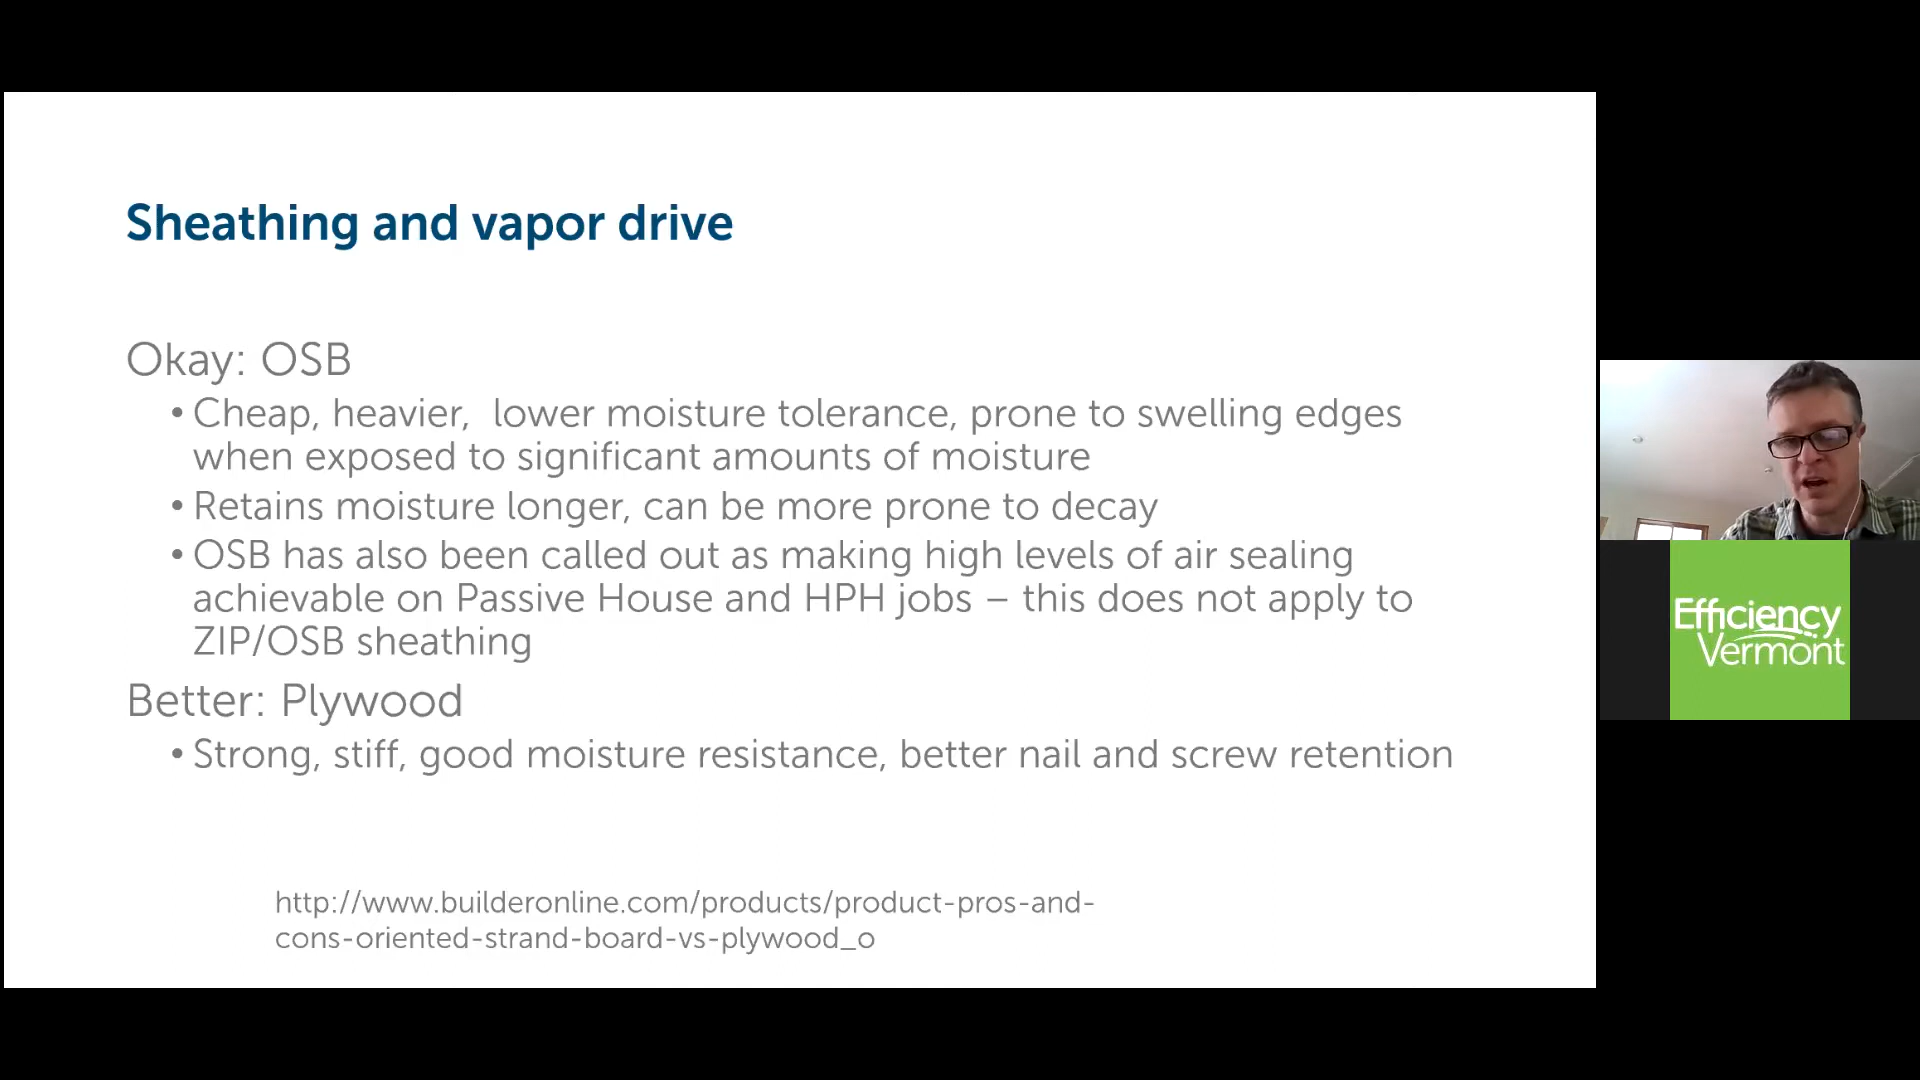 Sheathing and vapor drive
Okay: OSB
• Cheap, heavier,  lower moisture tolerance, prone to swelling edges
when exposed to significant amounts of moisture
• Retains moisture longer, can be more prone to decay
• OSB has also been called out as making high levels of air sealing
achievable on Passive House and HPH jobs – this does not apply to
ZIP/OSB sheathing
Better: Plywood
• Strong, stiff, good moisture resistance, better nail and screw retention
http://www.builderonline.com/products/product-pros-and-
cons-oriented-strand-board-vs-plywood_o
Efficiency
Vermont